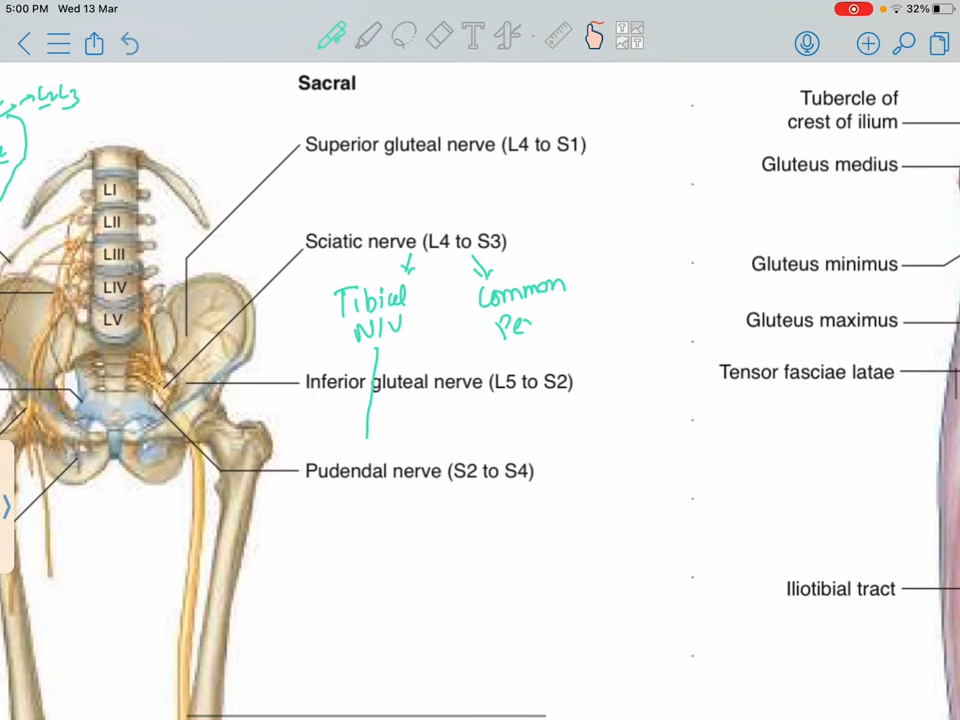 5:00 PM Wed 13 Mar
32%
Sacral
L2L3
Superior gluteal nerve (L4 to S1)
Sciatic nerve (L4 to S3)
Tibial
N/V
Common
Pe
Inferior gluteal nerve (L5 to S2)
Pudendal nerve (S2 to S4)
LI
LII
LIII
LIV
LV
Tubercle of
crest of ilium
Gluteus medius
Gluteus minimus
Gluteus maximus
Tensor fasciae latae
Iliotibial tract